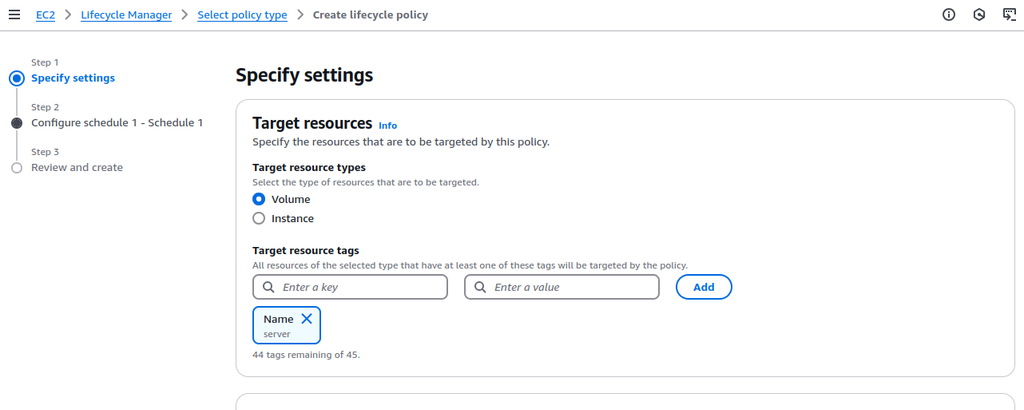 EC2 > Lifecycle Manager > Select policy type > Create lifecycle policy
Step 1
Specify settings
Step 2
Configure schedule 1 - Schedule 1
Step 3
Review and create
Specify settings
Target resources Info
Specify the resources that are to be targeted by this policy.
Target resource types
Select the type of resources that are to be targeted.
Volume
Instance
Target resource tags
All resources of the selected type that have at least one of these tags will be targeted by the policy.
Enter a key Enter a value Add
Name
server
44 tags remaining of 45.